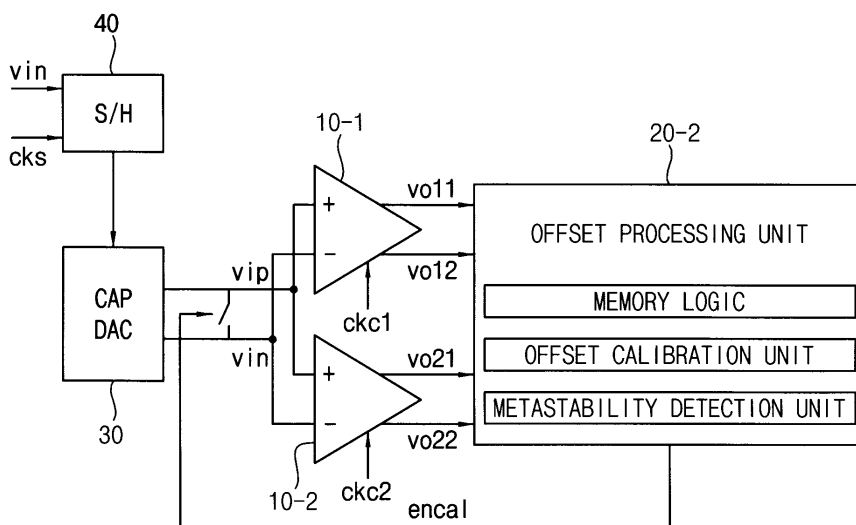 40
vin
S/H
cks
10-1
20-2
vo11
+
OFFSET PROCESSING UNIT
-
vo12
CAP
DAC
vip
ckc1
MEMORY LOGIC
vin
vo21
+
OFFSET CALIBRATION UNIT
METASTABILITY DETECTION UNIT
-
vo22
30
10-2
ckc2
encal